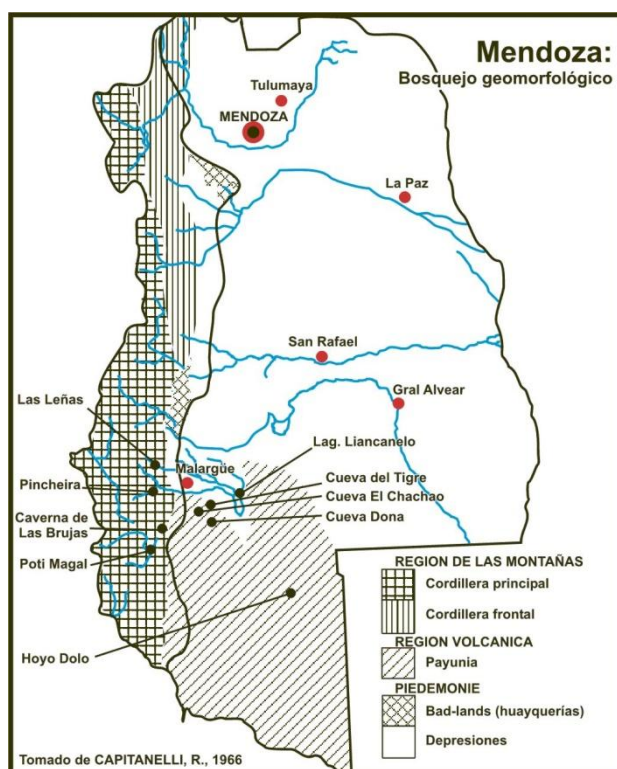 Mendoza:
Bosquejo geomorfológico
Tulumaya
MENDOZA
La Paz
San Rafael
Gral Alvear
Las Leñas
Malargüe
Lag. Liancanelo
Pincheira
Cueva del Tigre
Cueva El Chachao
Caverna de
Las Brujas
Cueva Dona
Poti Magal
Hoyo Dolo
REGION DE LAS MONTAÑAS
Cordillera principal
Cordillera frontal
REGION VOLCANICA
Payunia
PIEDEMONIE
Bad-lands (huayquerías)
Depresiones
Tomado de CAPITANELLI, R., 1966